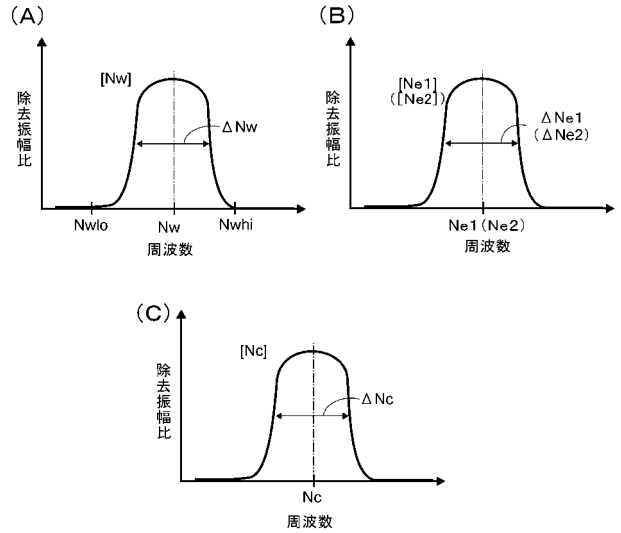 (A)
[Nw]
除去振幅比
ΔNw
Nwlo
Nw
Nwhi
周波数
(B)
[Ne1]
([Ne2])
除去振幅比
ΔNe1
(ΔNe2)
Ne1(Ne2)
周波数
(C)
[Nc]
除去振幅比
ΔNc
Nc
周波数